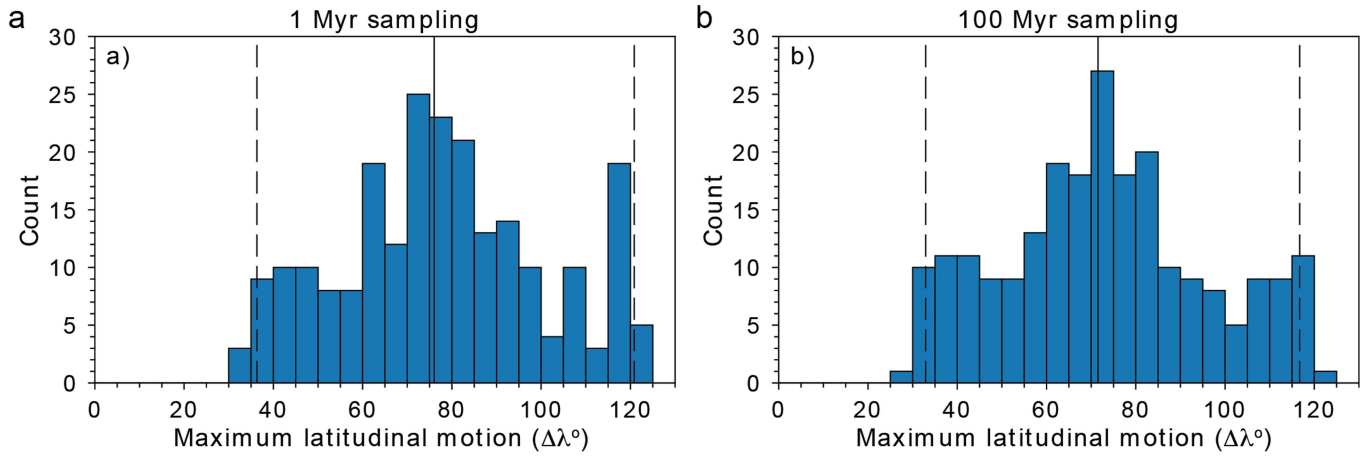 a
1 Myr sampling
a)
30
25
20
15
10
5
0
Count
0 20 40 60 80 100 120
Maximum latitudinal motion (Δλº)
b
100 Myr sampling
b)
30
25
20
15
10
5
0
Count
0 20 40 60 80 100 120
Maximum latitudinal motion (Δλº)